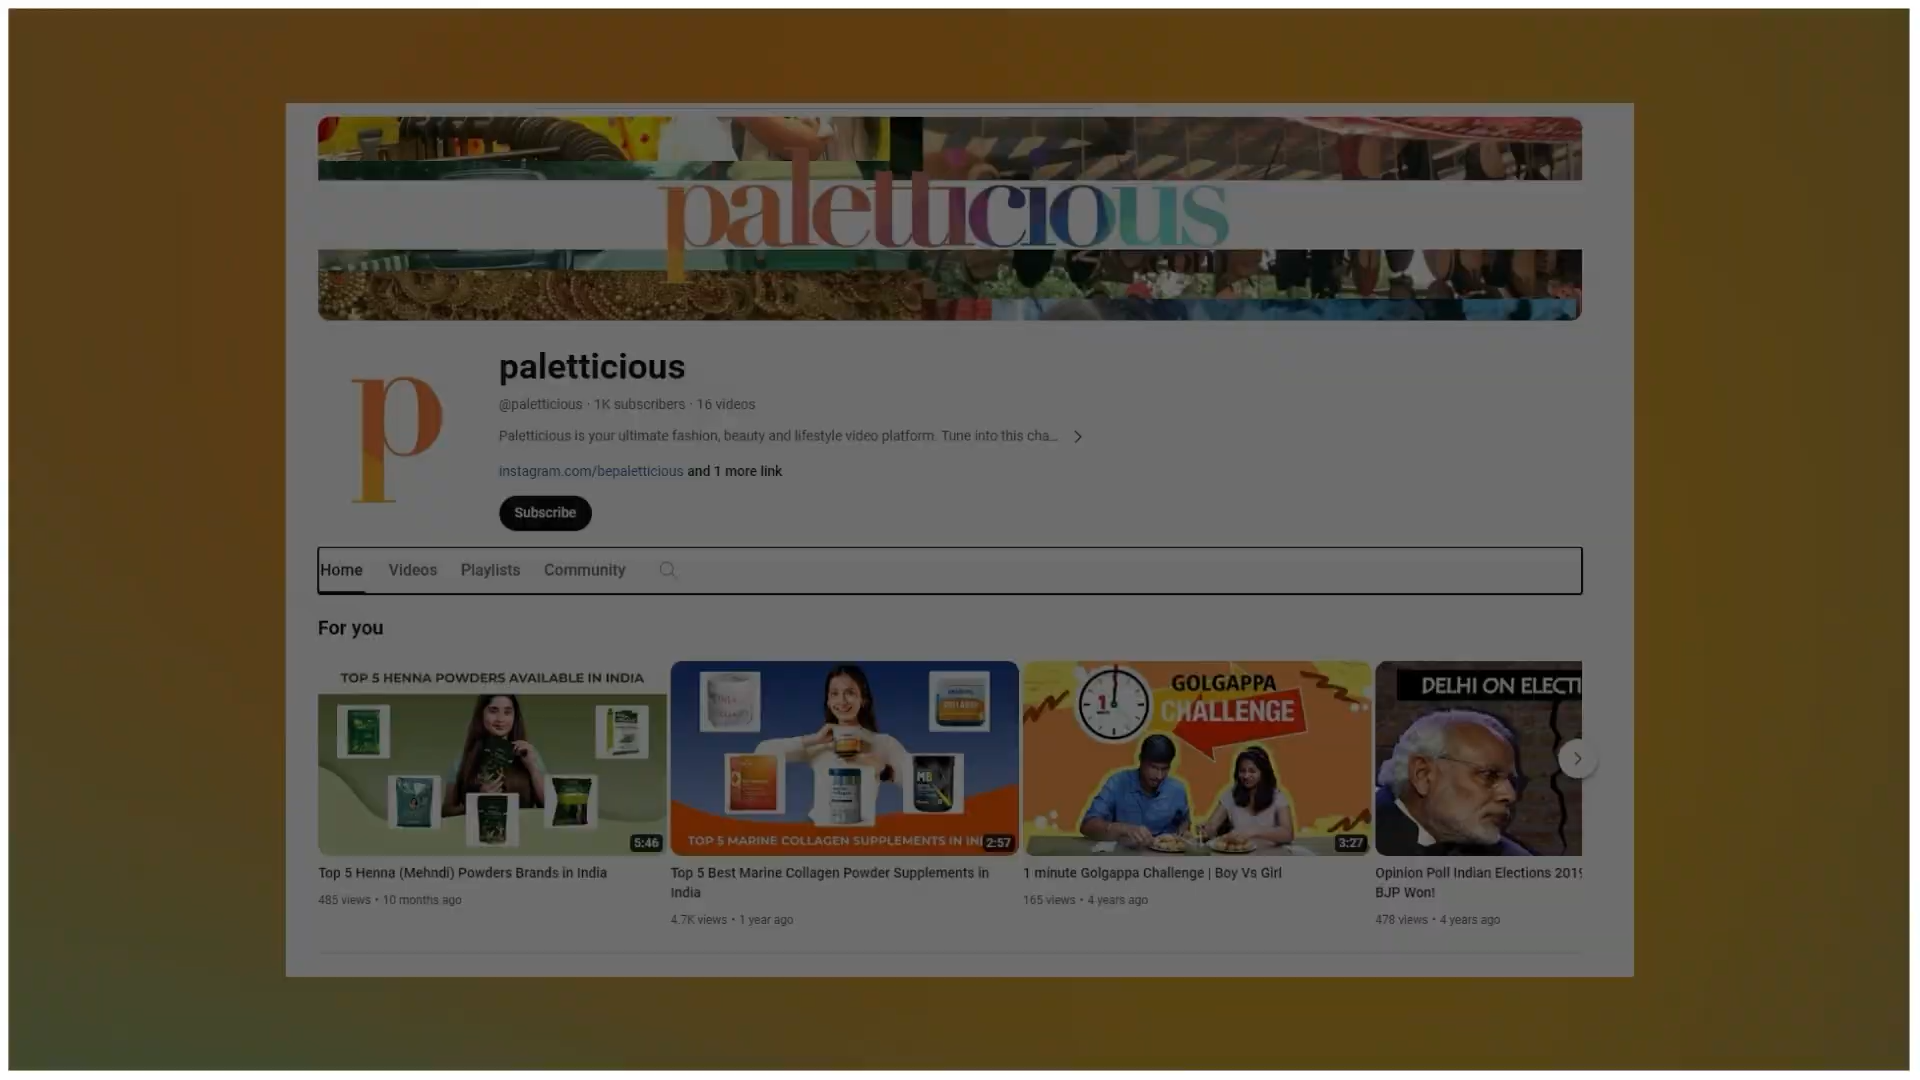 paletticious
paletticious
@paletticious · 1K subscribers · 16 videos
Paletticious is your ultimate fashion, beauty and lifestyle video platform. Tune into this cha...
instagram.com/bepaletticious and 1 more link
Subscribe
Home Videos Playlists Community
For you
TOP 5 HENNA POWDERS AVAILABLE IN INDIA
5:46
TOP 5 MARINE COLLAGEN SUPPLEMENTS IN IN
2:57
1
GOLGAPPA
CHALLENGE
3:27
DELHI ON ELECTI
MB
Top 5 Henna (Mehndi) Powders Brands in India
485 views • 10 months ago
Top 5 Best Marine Collagen Powder Supplements in
India
4.7K views • 1 year ago
1 minute Golgappa Challenge | Boy Vs Girl
165 views • 4 years ago
Opinion Poll Indian Elections 2019
BJP Won!
478 views • 4 years ago